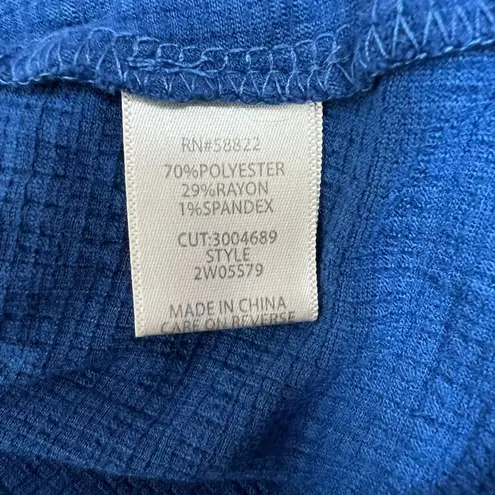 RN#58822
70%POLYESTER
29%RAYON
1%SPANDEX
CUT:3004689
STYLE
2W05579
MADE IN CHINA
CARE ON REVERSE